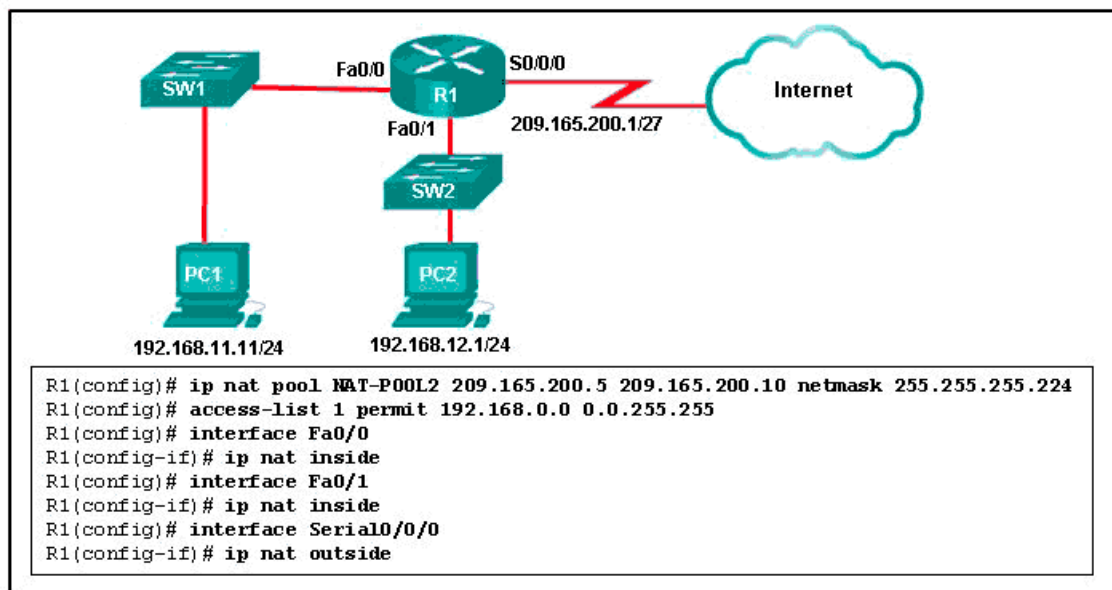 Fa0/0
S0/0/0
SW1
R1
Internet
Fa0/1
209.165.200.1/27
SW2
PC1
PC2
192.168.11.11/24
192.168.12.1/24
R1(config)# ip nat pool NAT-POOL2 209.165.200.5 209.165.200.10 netmask 255.255.255.224
R1(config)# access-list 1 permit 192.168.0.0 0.0.255.255
R1(config)# interface Fa0/0
R1(config-if)# ip nat inside
R1(config)# interface Fa0/1
R1(config-if)# ip nat inside
R1(config)# interface Serial0/0/0
R1(config-if)# ip nat outside